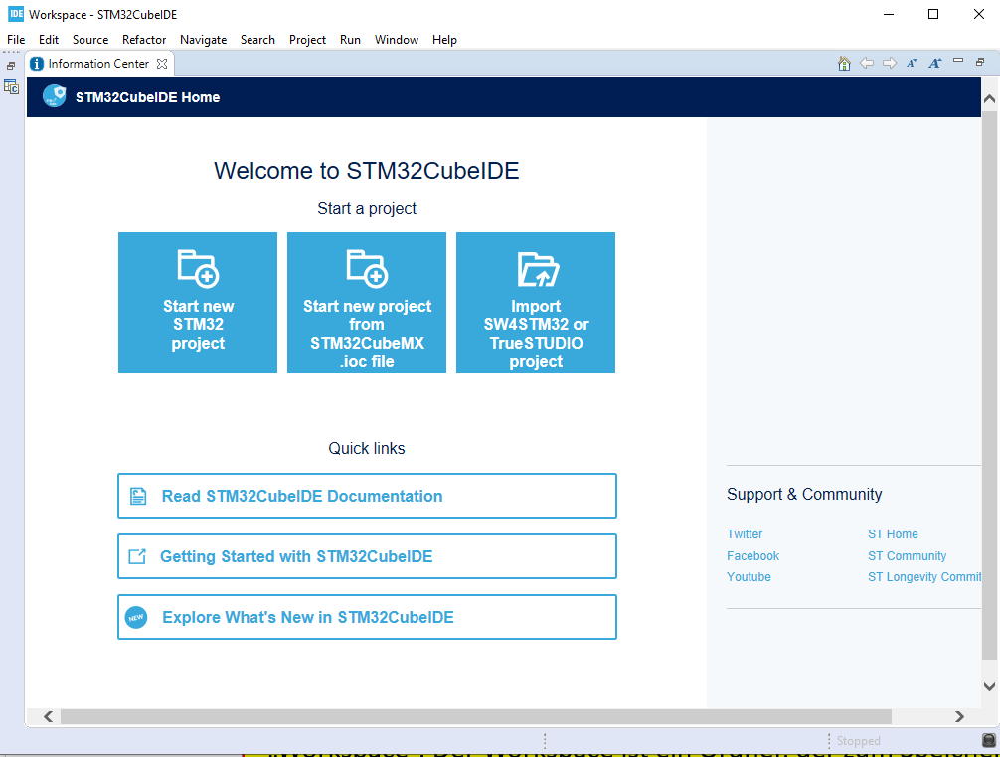 IDE Workspace - STM32CubeIDE
File Edit Source Refactor Navigate Search Project Run Window Help
Information Center
STM32CubeIDE Home
Welcome to STM32CubeIDE
Start a project
Start new
STM32
project
Start new project
from
STM32CubeMX
.ioc file
Import
SW4STM32 or
TrueSTUDIO
project
Quick links
Read STM32CubeIDE Documentation
Getting Started with STM32CubeIDE
NEW Explore What's New in STM32CubeIDE
Support & Community
Twitter ST Home
Facebook ST Community
Youtube ST Longevity Commit
Stopped